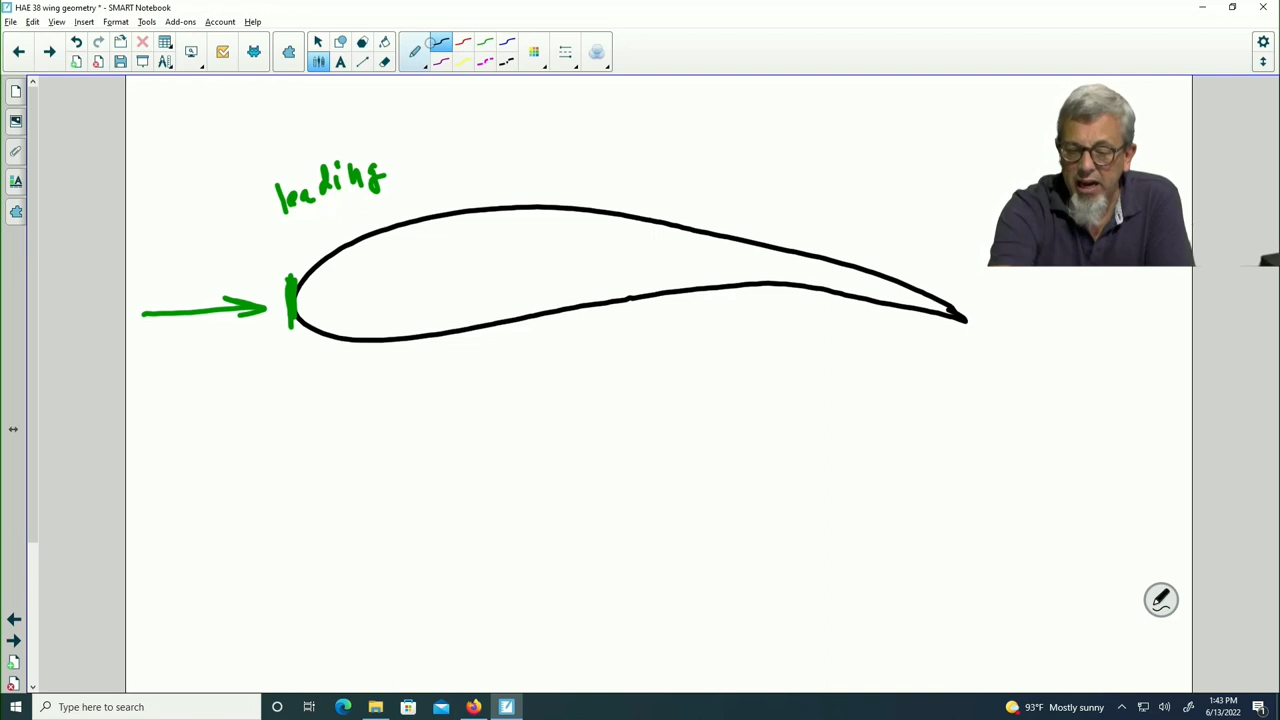 HAE 38 wing geometry * - SMART Notebook
File Edit View Insert Format Tools Add-ons Account Help
leading
Type here to search
93°F Mostly sunny
1:43 PM
6/13/2022